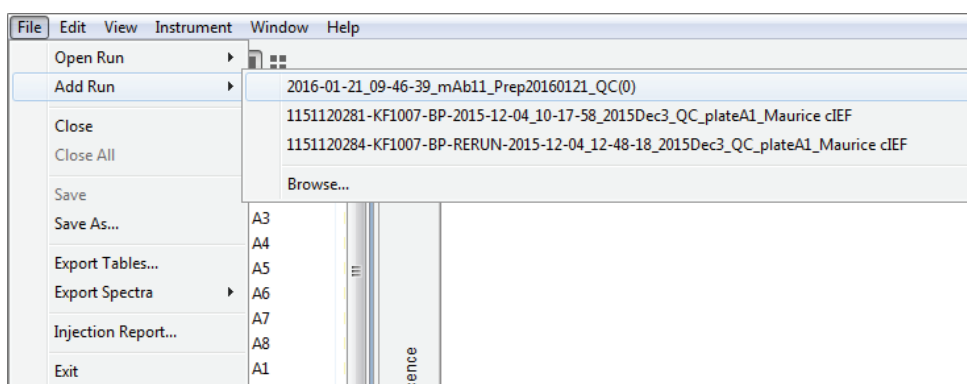 File Edit View Instrument Window Help
Open Run
Add Run
2016-01-21_09-46-39_mAb11_Prep20160121_QC(0)
1151120281-KF1007-BP-2015-12-04_10-17-58_2015Dec3_QC_plateA1_Maurice cIEF
1151120284-KF1007-BP-RERUN-2015-12-04_12-48-18_2015Dec3_QC_plateA1_Maurice cIEF
Browse...
Close
Close All
Save
Save As...
Export Tables...
Export Spectra
Injection Report...
Exit
A3
A4
A5
A6
A7
A8
A1